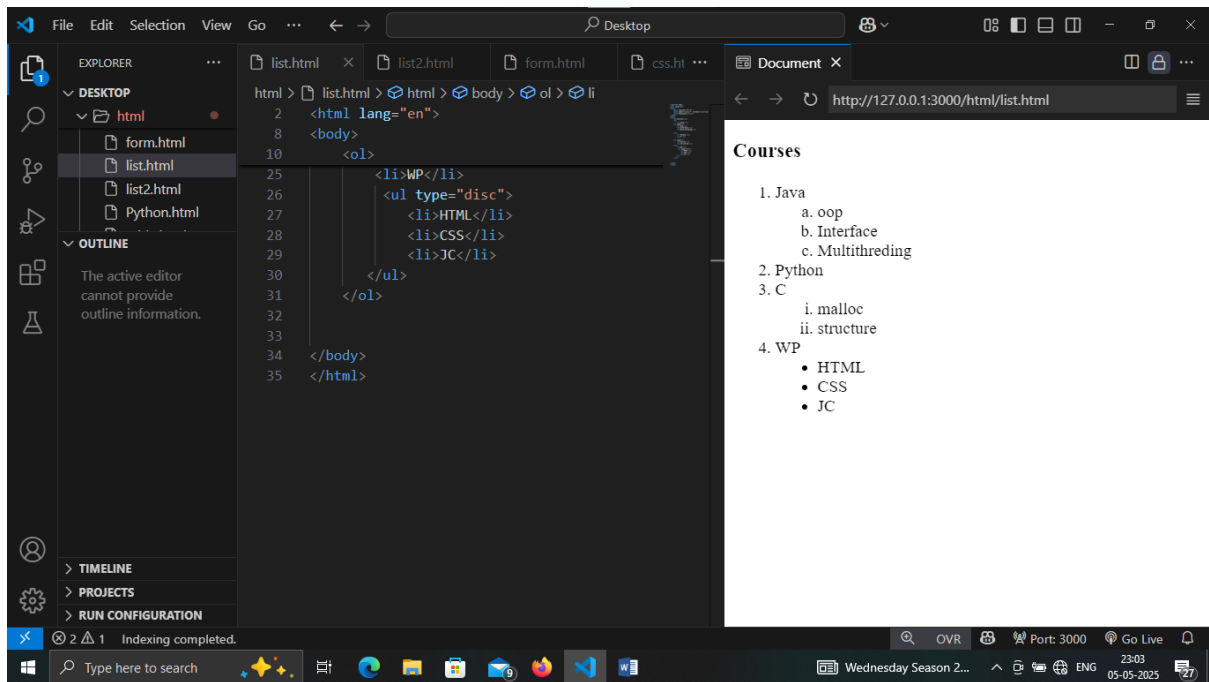 File Edit Selection View Go ··· Desktop
EXPLORER ···
DESKTOP
html
form.html
list.html
list2.html
Python.html
OUTLINE
The active editor
cannot provide
outline information.
TIMELINE
PROJECTS
RUN CONFIGURATION
list.html list2.html form.html css.ht ···
html > list.html > html > body > ol > li
2 <html lang="en">
8 <body>
10 <ol>
25 <li>WP</li>
26 <ul type="disc">
27 <li>HTML</li>
28 <li>CSS</li>
29 <li>JC</li>
30 </ul>
31 </ol>
32
33
34 </body>
35 </html>
Document ···
http://127.0.0.1:3000/html/list.html
Courses
1. Java
a. oop
b. Interface
c. Multithreding
2. Python
3. C
i. malloc
ii. structure
4. WP
• HTML
• CSS
• JC
1
2 1 Indexing completed. OVR Port: 3000 Go Live
Type here to search 9 Wednesday Season 2... ENG 23:03
05-05-2025 27